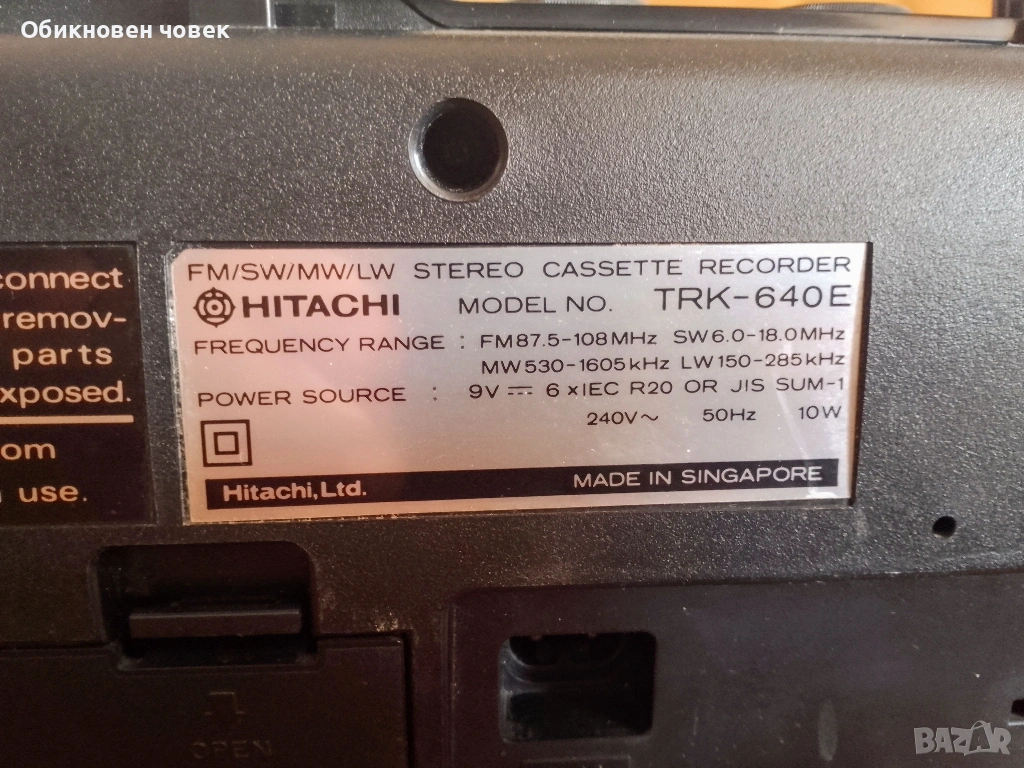 Обикновен човек
connect
remov-
parts
exposed.
om
use.
FM/SW/MW/LW STEREO CASSETTE RECORDER
HITACHI MODEL NO. TRK-640E
FREQUENCY RANGE : FM87.5-108MHz SW6.0-18.0MHz
MW530-1605kHz LW150-285kHz
POWER SOURCE : 9V⎓ 6×IEC R20 OR JIS SUM-1
240V～ 50Hz 10W
Hitachi,Ltd. MADE IN SINGAPORE
OPEN
BAZAR